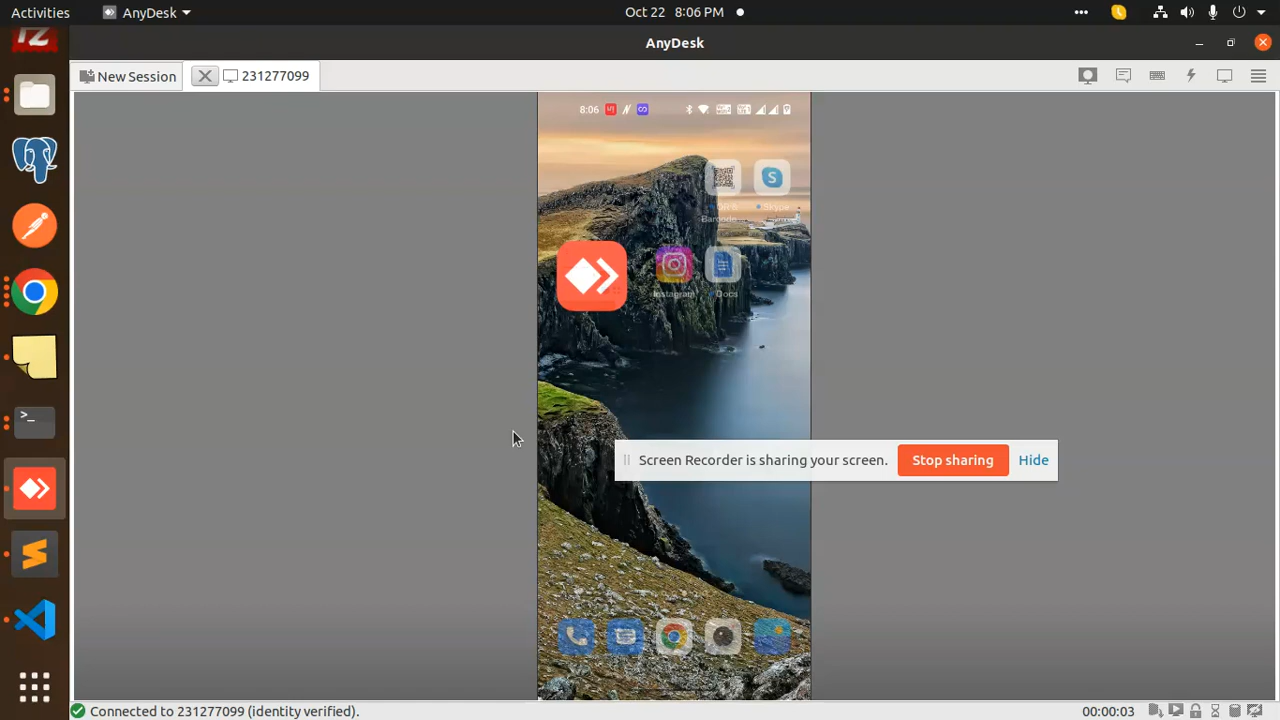 Activities
AnyDesk
Oct 22 8:06 PM
AnyDesk
New Session
231277099
8:06
Skype
Instagram
Docs
Screen Recorder is sharing your screen.
Stop sharing
Hide
Connected to 231277099 (identity verified).
00:00:03